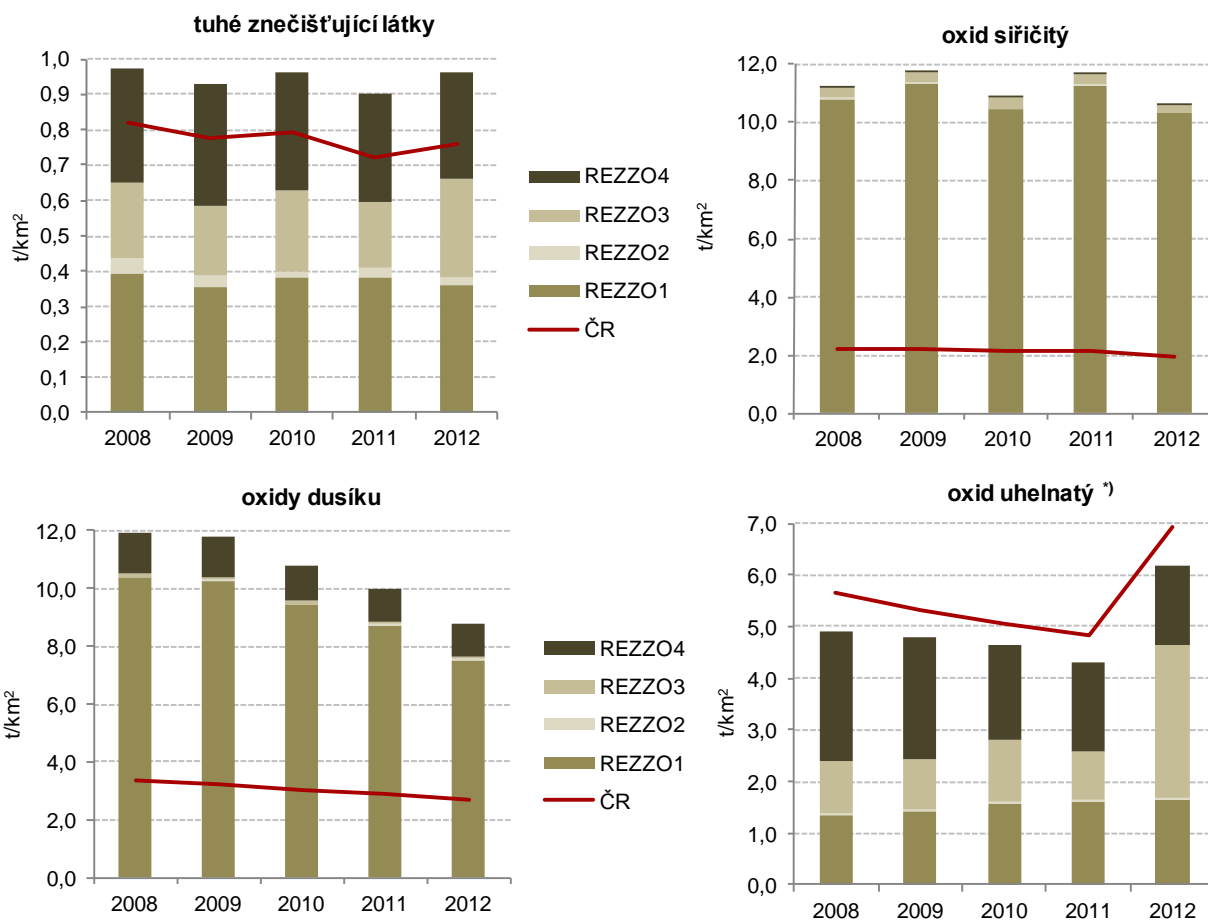 tuhé znečišťující látky
1,0
0,9
0,8
0,7
0,6
0,5
0,4
0,3
0,2
0,1
0,0
t/km²
2008 2009 2010 2011 2012
REZZO4
REZZO3
REZZO2
REZZO1
ČR
oxid siřičitý
12,0
10,0
8,0
6,0
4,0
2,0
0,0
t/km²
2008 2009 2010 2011 2012
oxidy dusíku
12,0
10,0
8,0
6,0
4,0
2,0
0,0
t/km²
2008 2009 2010 2011 2012
REZZO4
REZZO3
REZZO2
REZZO1
ČR
oxid uhelnatý *)
7,0
6,0
5,0
4,0
3,0
2,0
1,0
0,0
t/km²
2008 2009 2010 2011 2012